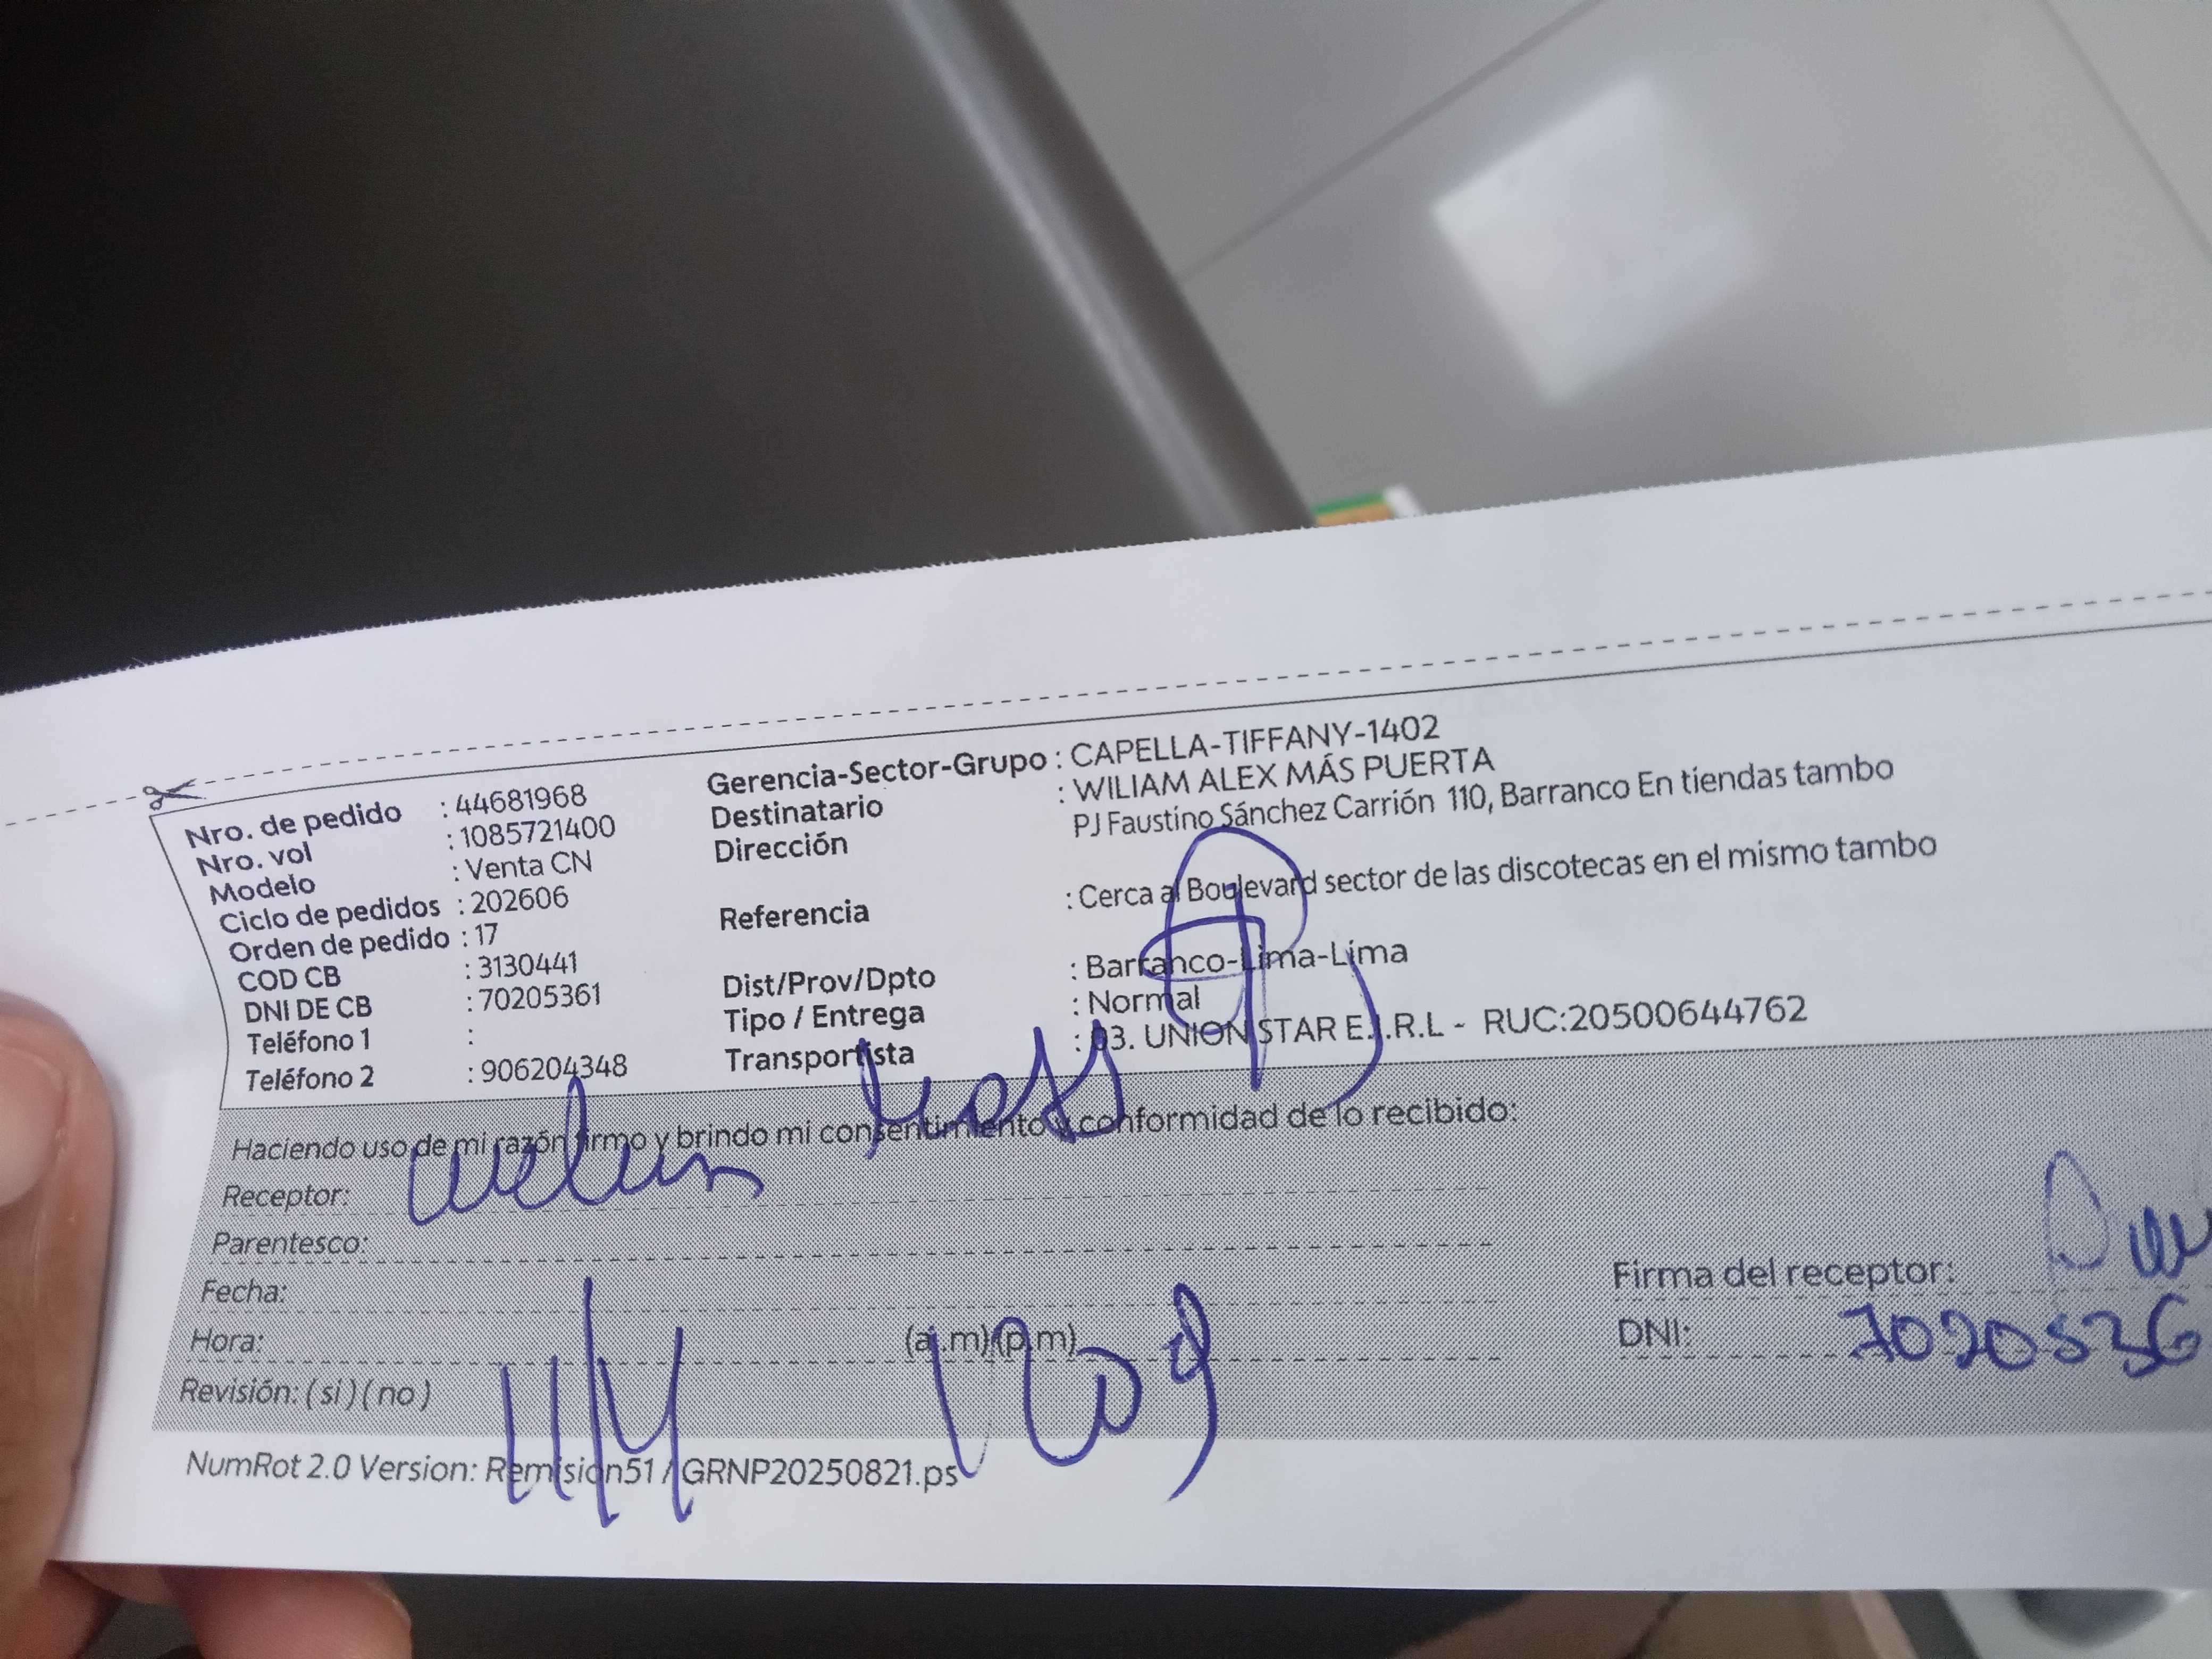 Nro. de pedido : 44681968
Nro. vol : 1085721400
Modelo : Venta CN
Ciclo de pedidos : 202606
Orden de pedido : 17
COD CB : 3130441
DNI DE CB : 70205361
Teléfono 1 :
Teléfono 2 : 906204348
Gerencia-Sector-Grupo : CAPELLA-TIFFANY-1402
Destinatario : WILIAM ALEX MÁS PUERTA
Dirección PJ Faustino Sánchez Carrión 110, Barranco En tiendas tambo
Referencia : Cerca al Boulevard sector de las discotecas en el mismo tambo
Dist/Prov/Dpto : Barranco-Lima-Lima
Tipo / Entrega : Normal
Transportista : 03. UNION STAR E.I.R.L - RUC:20500644762
Haciendo uso de mi razón firmo y brindo mi consentimiento y conformidad de lo recibido:
Receptor:
Parentesco:
Fecha:
Hora: (a.m)(p.m)
Revisión: (si)(no)
Firma del receptor:
DNI: 7020536
NumRot 2.0 Version: Remision51 / GRNP20250821.ps